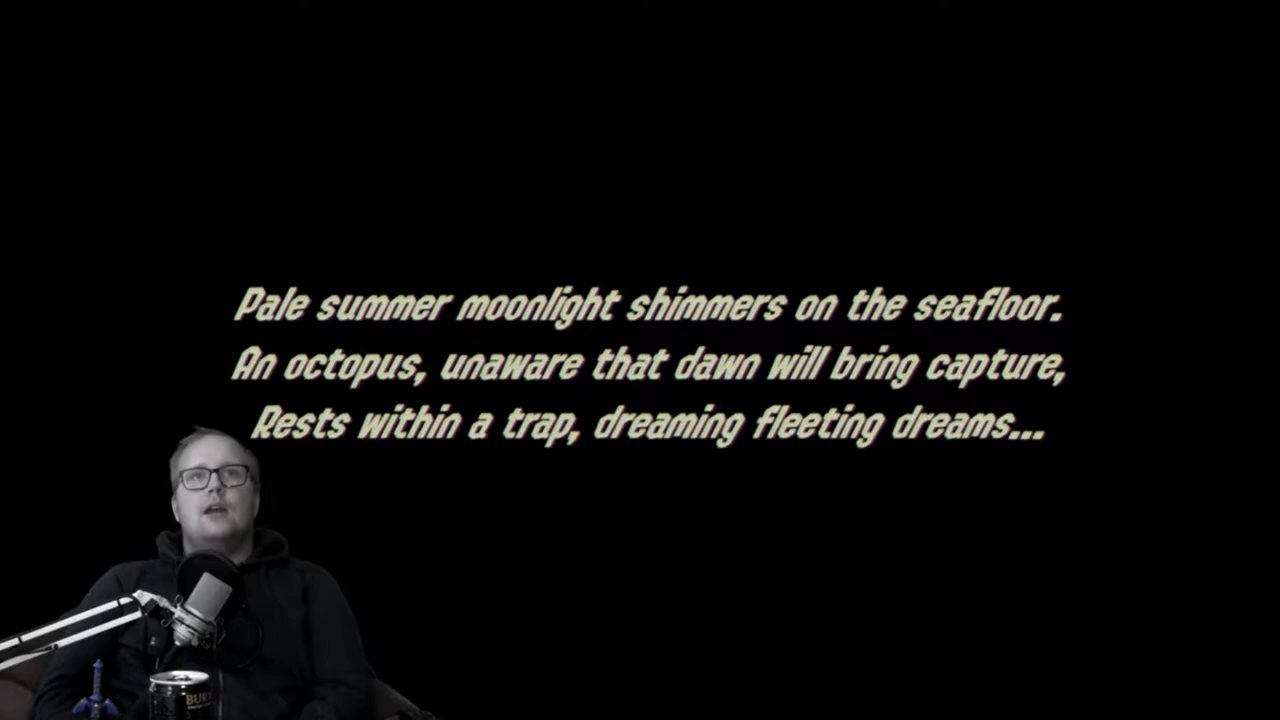 Pale summer moonlight shimmers on the seafloor.
An octopus, unaware that dawn will bring capture,
Rests within a trap, dreaming fleeting dreams...